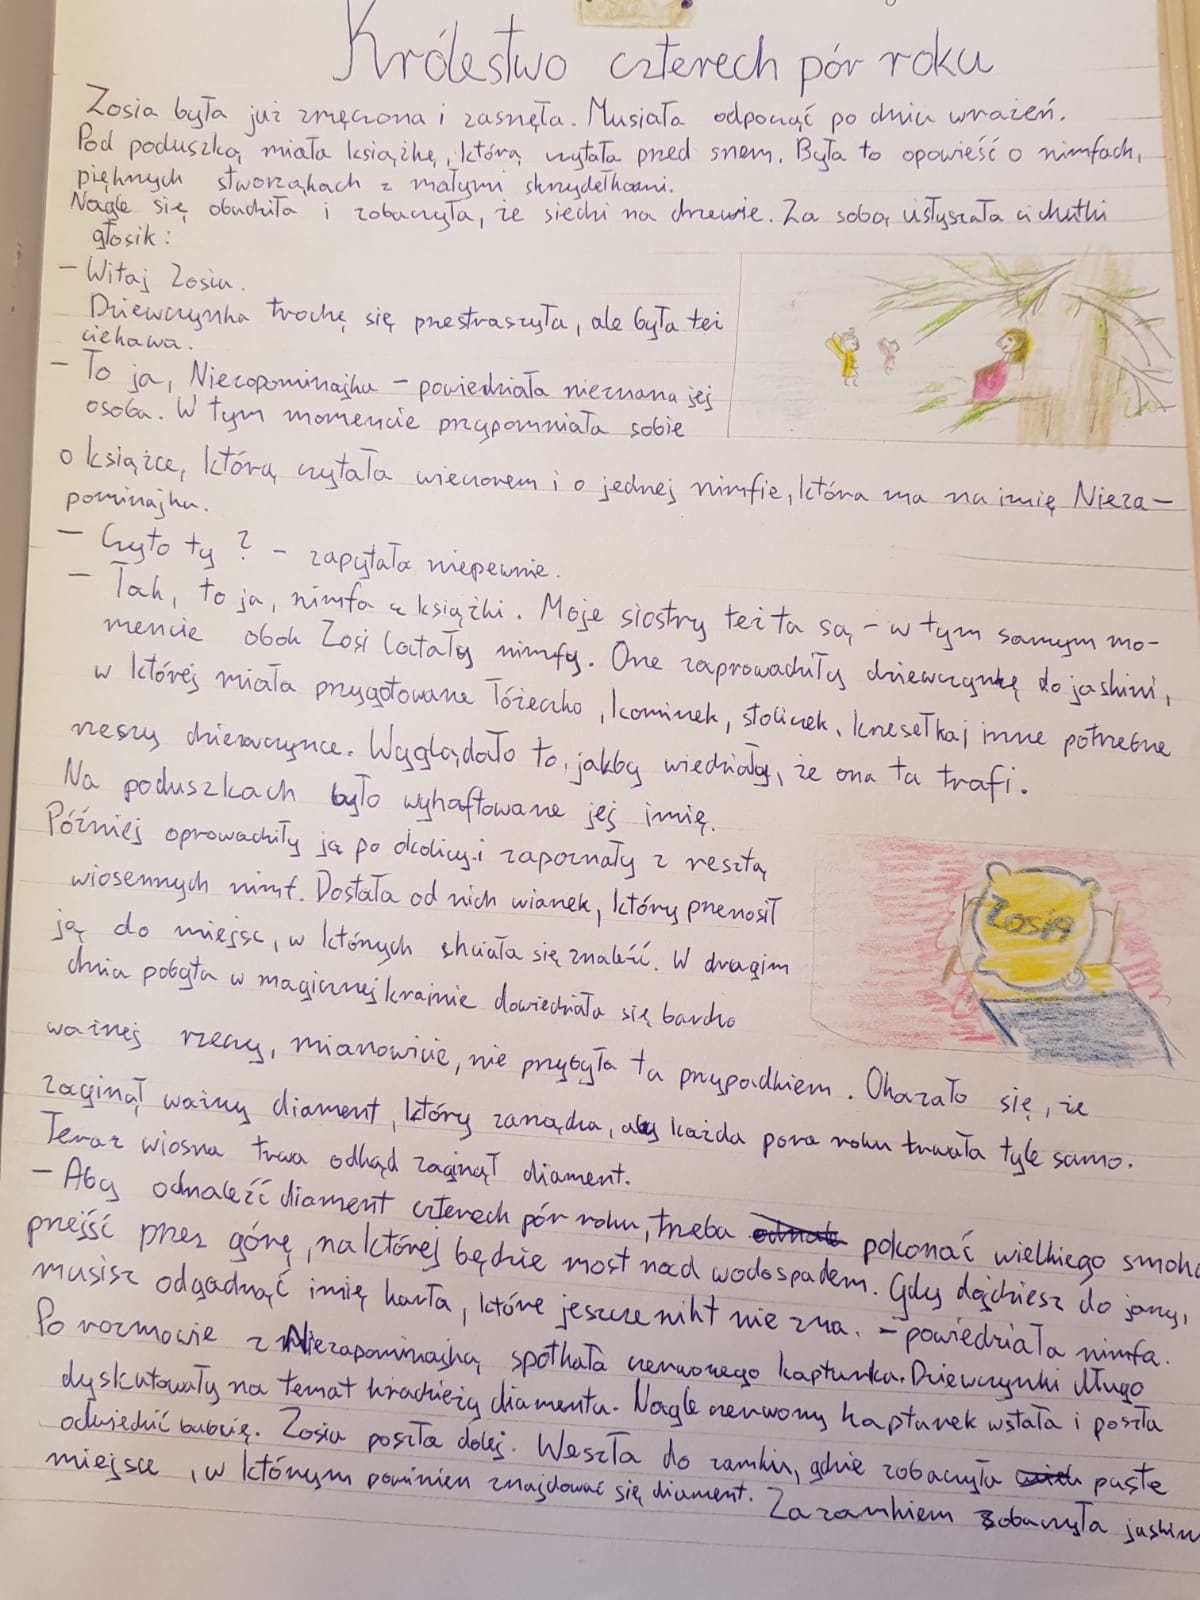 Królestwo czterech pór roku
Zosia była już zmęczona i zasnęła. Musiała odpocząć po dniu wrażeń.
Pod poduszką miała książkę, którą czytała przed snem. Była to opowieść o nimfach,
pięknych stworząkach z małymi skrzydełkami.
Nagle się obudziła i zobaczyła, że siedzi na drzewie. Za sobą usłyszała cichutki
głosik:
- Witaj Zosiu.
Dziewczynka trochę się przestraszyła, ale była też
ciekawa.
- To ja, Niezapominajka - powiedziała nieznana jej
osoba. W tym momencie przypomniała sobie
o książce, którą czytała wieczorem i o jednej nimfie, która ma na imię Nieza-
pominajka.
- Czy to ty? - zapytała niepewnie.
- Tak, to ja, nimfa z książki. Moje siostry też tu są - w tym samym mo-
mencie obok Zosi latały nimfy. One zaprowadziły dziewczynkę do jaskini,
w której miała przygotowane łóżeczko, kominek, stoliczek, krzesełka i inne potrzebne
rzeszy dziewczynce. Wyglądało to, jakby wiedziały, że ona tu trafi.
Na poduszkach było wyhaftowane jej imię.
Później oprowadziły ją po okolicy i zapoznały z resztą
wiosennych nimf. Dostała od nich wianek, który przenosił
ją do miejsc, w których chciała się znaleźć. W drugim
dniu pobytu w magicznej krainie dowiedziała się bardzo
ważnej rzeczy, mianowicie, nie przybyła tu przypadkiem. Okazało się, że
zaginął ważny diament, który zarządza, aby każda pora roku trwała tyle samo.
Teraz wiosna trwa odkąd zaginął diament.
- Aby odnaleźć diament czterech pór roku, trzeba pokonać wielkiego smoka
przejść przez górę, na której będzie most nad wodospadem. Gdy dojdziesz do jamy,
musisz odgadnąć imię karła, które jeszcze nikt nie zna. - powiedziała nimfa.
Po rozmowie z Niezapominajką spotkała czerwonego kapturka. Dziewczynki długo
dyskutowały na temat kradzieży diamentu. Nagle czerwony kapturek wstała i poszła
odwiedzić babcię. Zosia poszła dalej. Weszła do zamku, gdzie zobaczyła puste
miejsce, w którym powinien znajdować się diament. Za zamkiem zobaczyła jaskin
ZOSIA